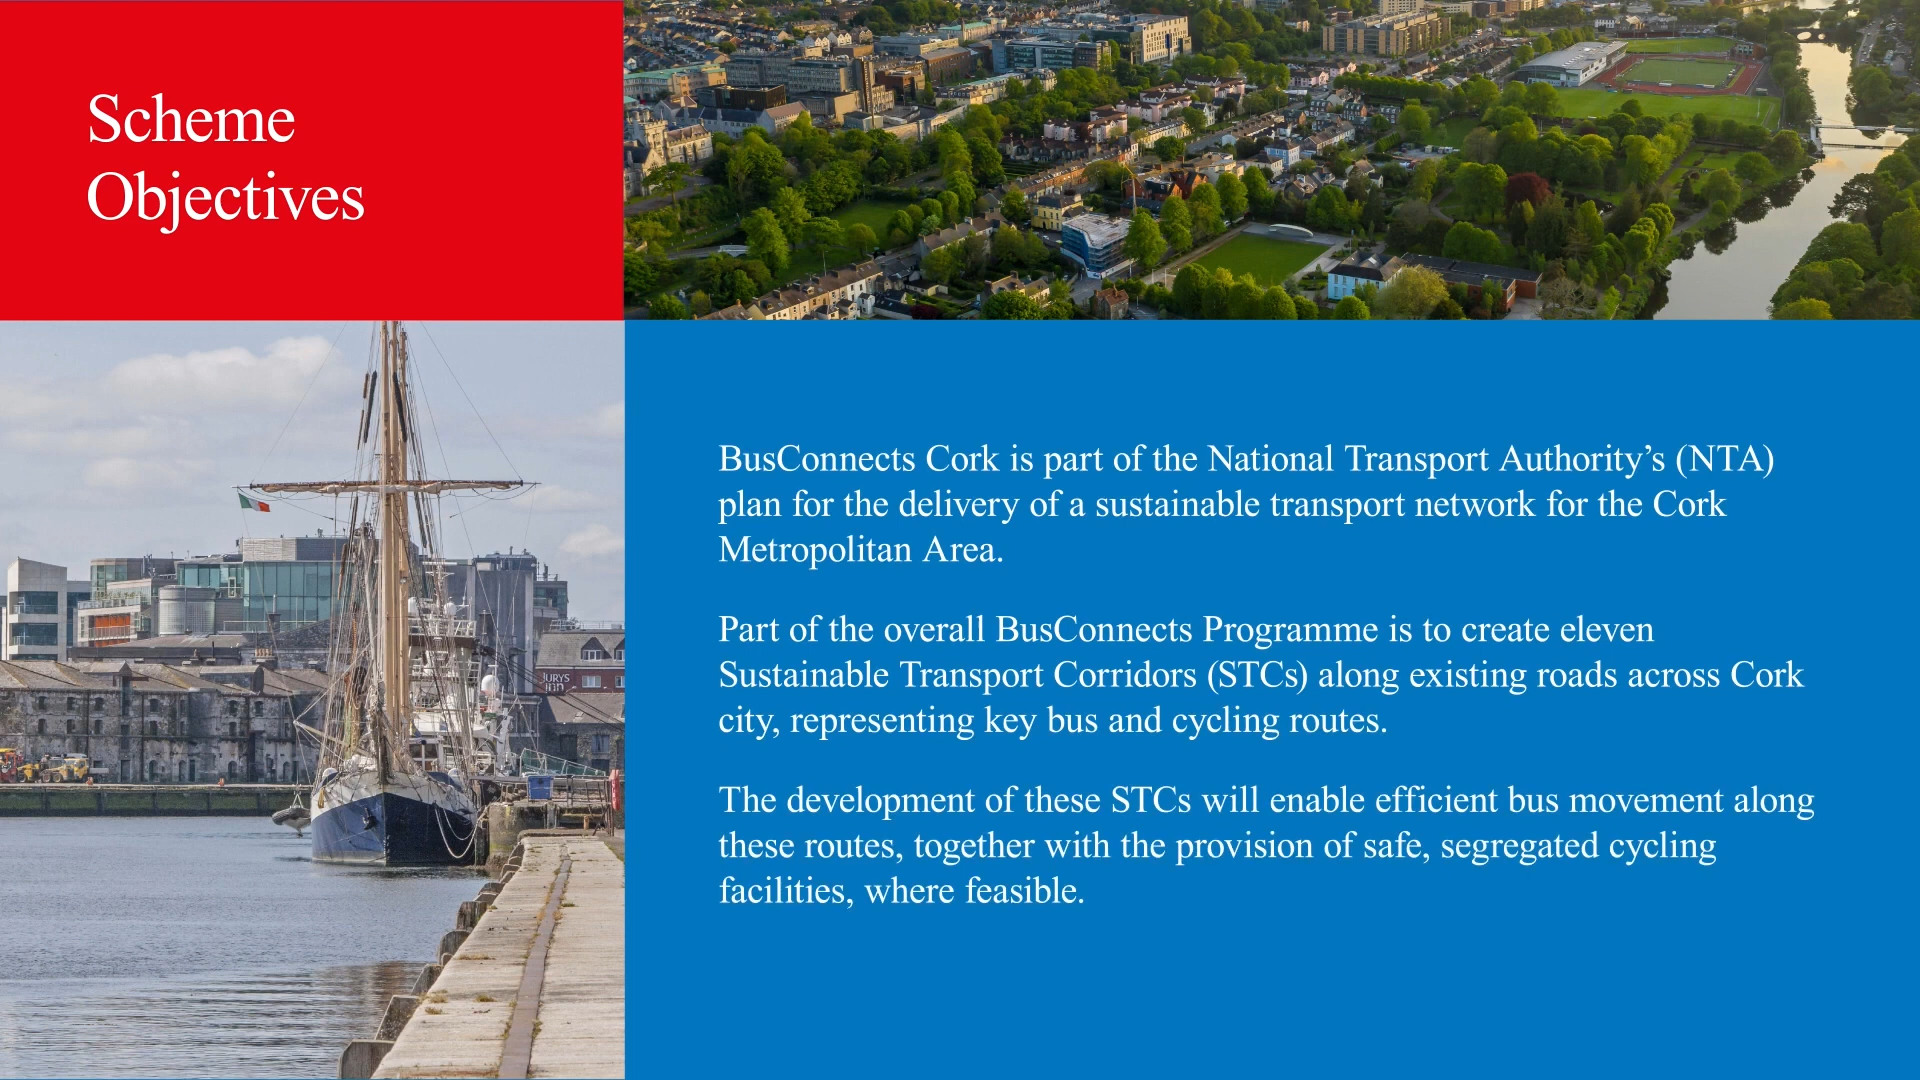 Scheme
Objectives
JURYS
INN
BusConnects Cork is part of the National Transport Authority’s (NTA)
plan for the delivery of a sustainable transport network for the Cork
Metropolitan Area.
Part of the overall BusConnects Programme is to create eleven
Sustainable Transport Corridors (STCs) along existing roads across Cork
city, representing key bus and cycling routes.
The development of these STCs will enable efficient bus movement along
these routes, together with the provision of safe, segregated cycling
facilities, where feasible.